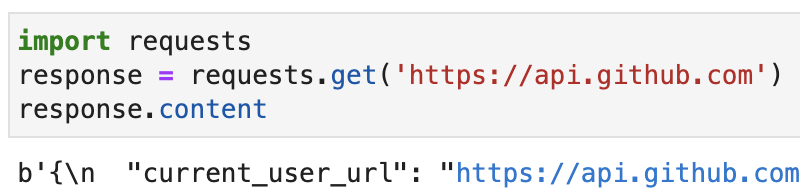 import requests
response = requests.get('https://api.github.com')
response.content
b'{\n  "current_user_url": "https://api.github.com